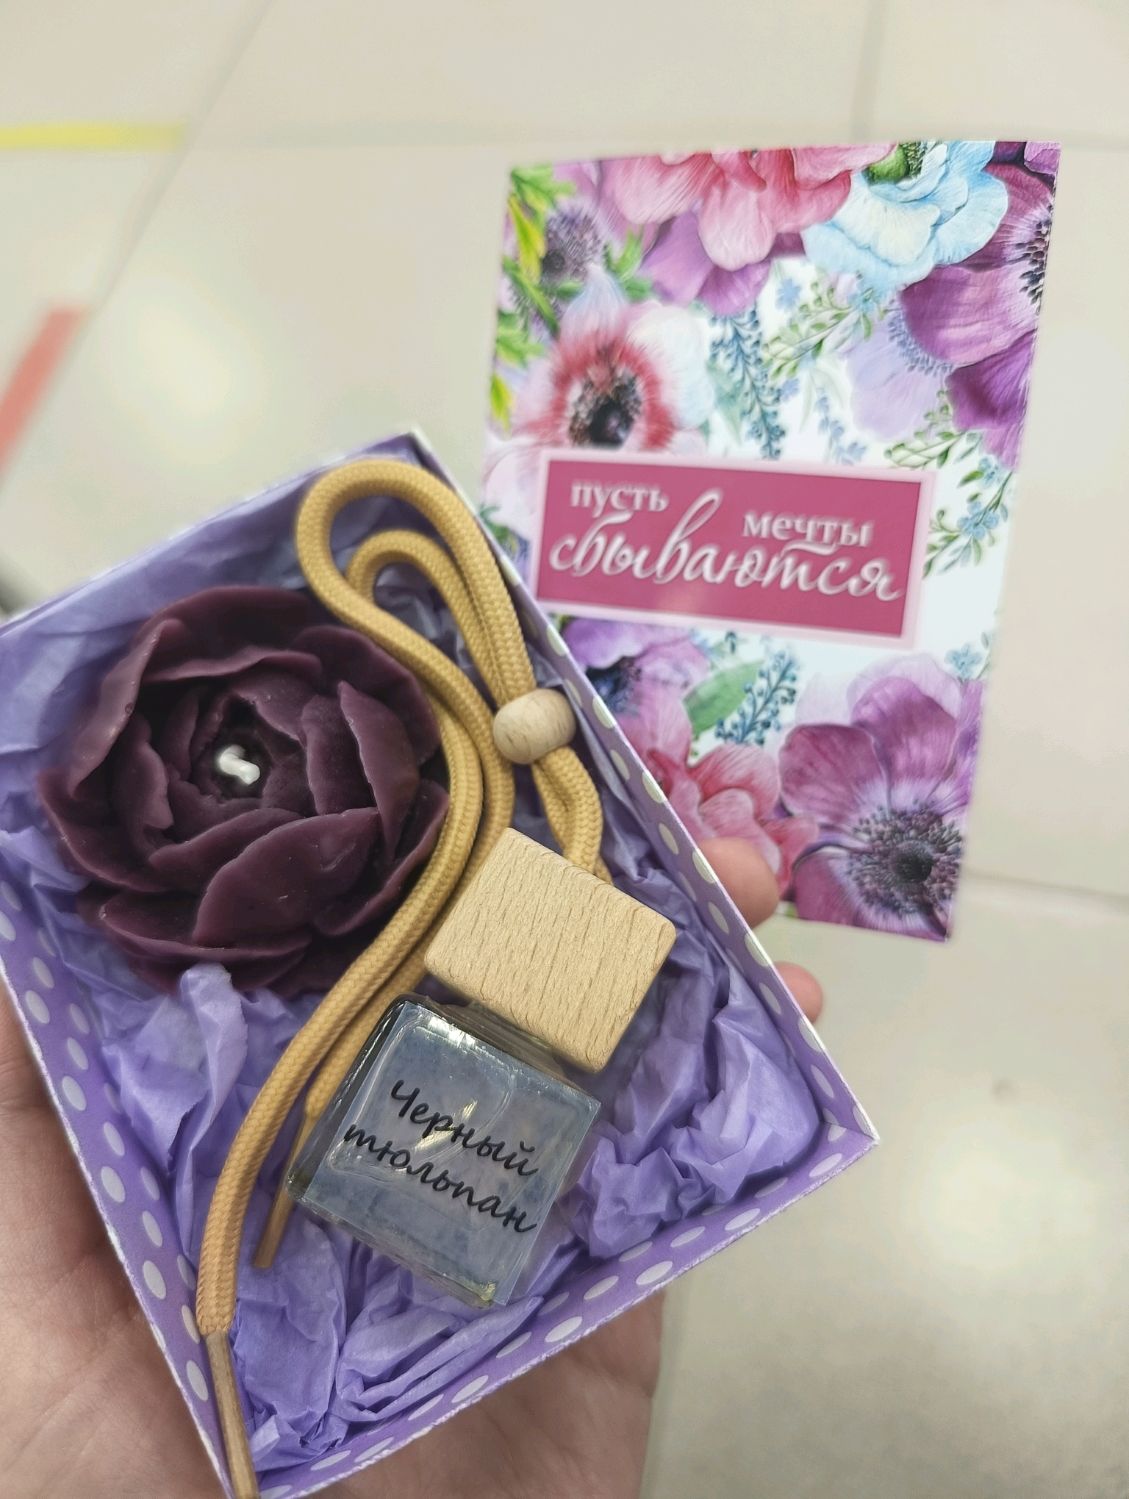 пусть мечты
сбываются
Черный
тюльпан